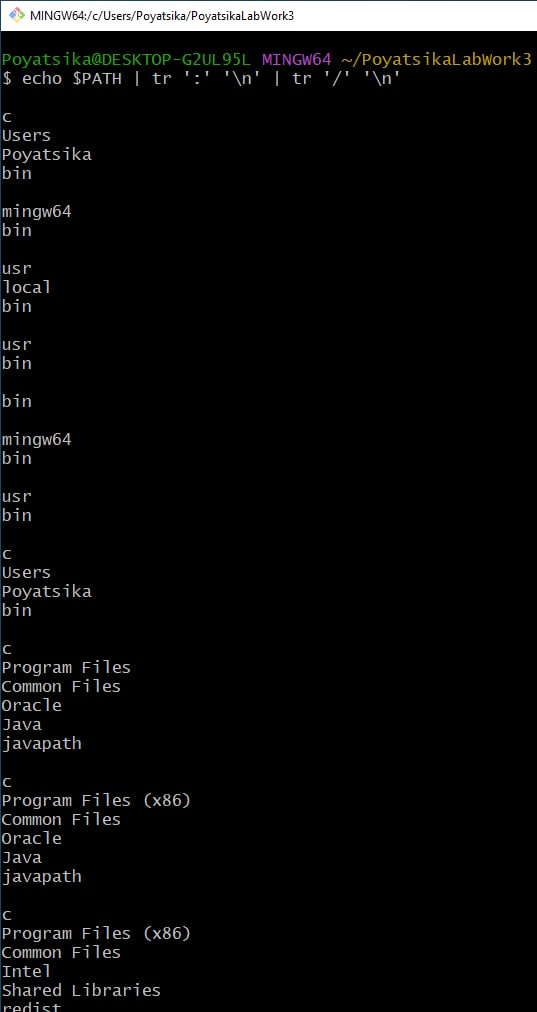 MINGW64:/c/Users/Poyatsika/PoyatsikaLabWork3
Poyatsika@DESKTOP-G2UL95L MINGW64 ~/PoyatsikaLabWork3
$ echo $PATH | tr ':' '\n' | tr '/' '\n'
c
Users
Poyatsika
bin
mingw64
bin
usr
local
bin
usr
bin
bin
mingw64
bin
usr
bin
c
Users
Poyatsika
bin
c
Program Files
Common Files
Oracle
Java
javapath
c
Program Files (x86)
Common Files
Oracle
Java
javapath
c
Program Files (x86)
Common Files
Intel
Shared Libraries
redist